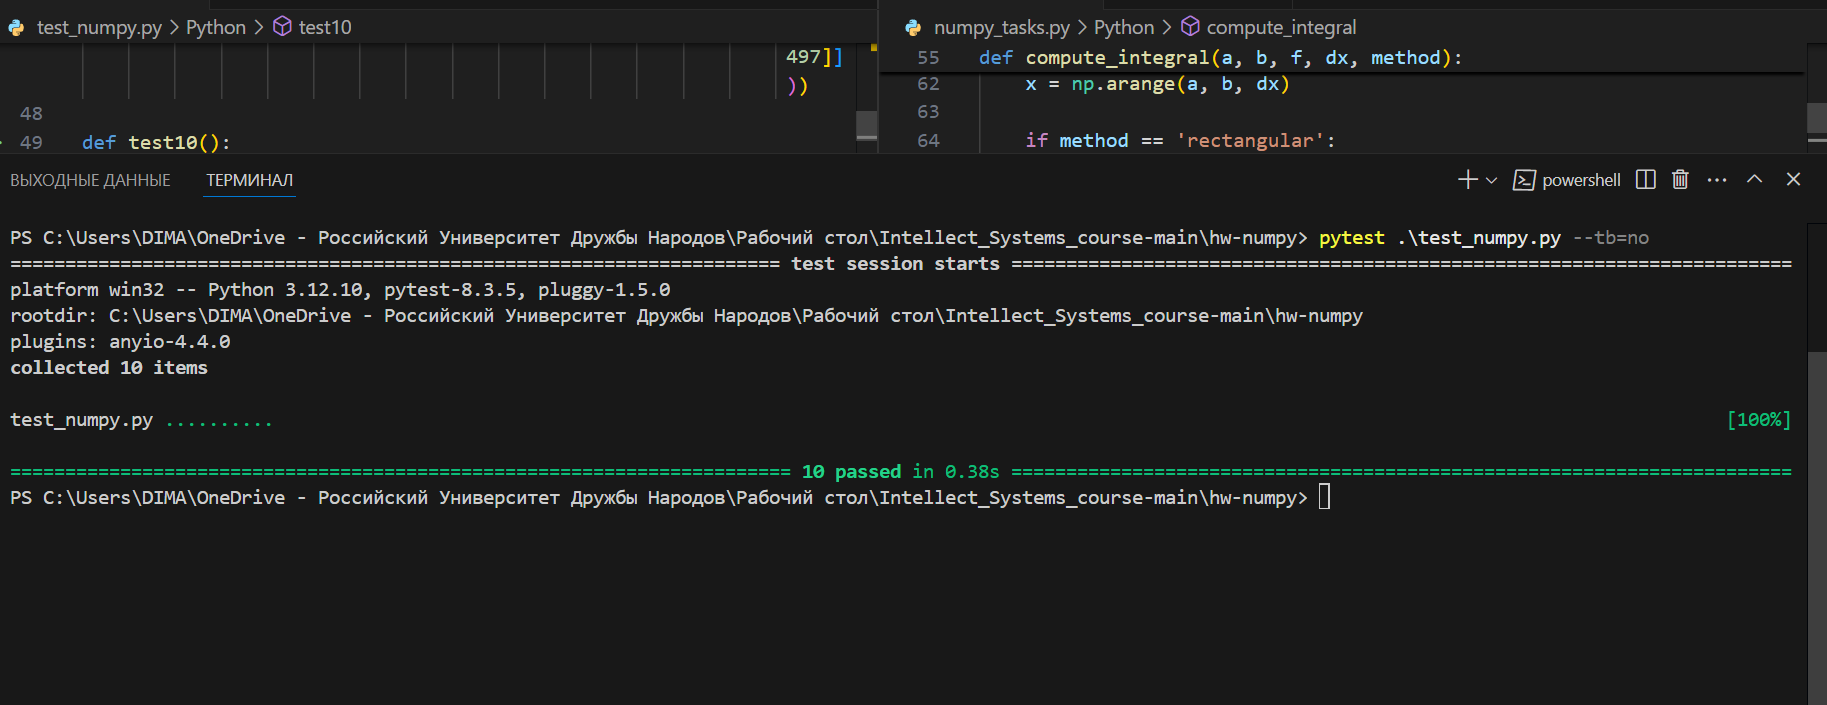 test_numpy.py > Python > test10
497]]
))
48
49 def test10():
numpy_tasks.py > Python > compute_integral
55 def compute_integral(a, b, f, dx, method):
62 x = np.arange(a, b, dx)
63
64 if method == 'rectangular':
ВЫХОДНЫЕ ДАННЫЕ ТЕРМИНАЛ
powershell
PS C:\Users\DIMA\OneDrive - Российский Университет Дружбы Народов\Рабочий стол\Intellect_Systems_course-main\hw-numpy> pytest .\test_numpy.py --tb=no
====================================================================== test session starts =======================================================================
platform win32 -- Python 3.12.10, pytest-8.3.5, pluggy-1.5.0
rootdir: C:\Users\DIMA\OneDrive - Российский Университет Дружбы Народов\Рабочий стол\Intellect_Systems_course-main\hw-numpy
plugins: anyio-4.4.0
collected 10 items
test_numpy.py .......... [100%]
======================================================================= 10 passed in 0.38s =======================================================================
PS C:\Users\DIMA\OneDrive - Российский Университет Дружбы Народов\Рабочий стол\Intellect_Systems_course-main\hw-numpy>